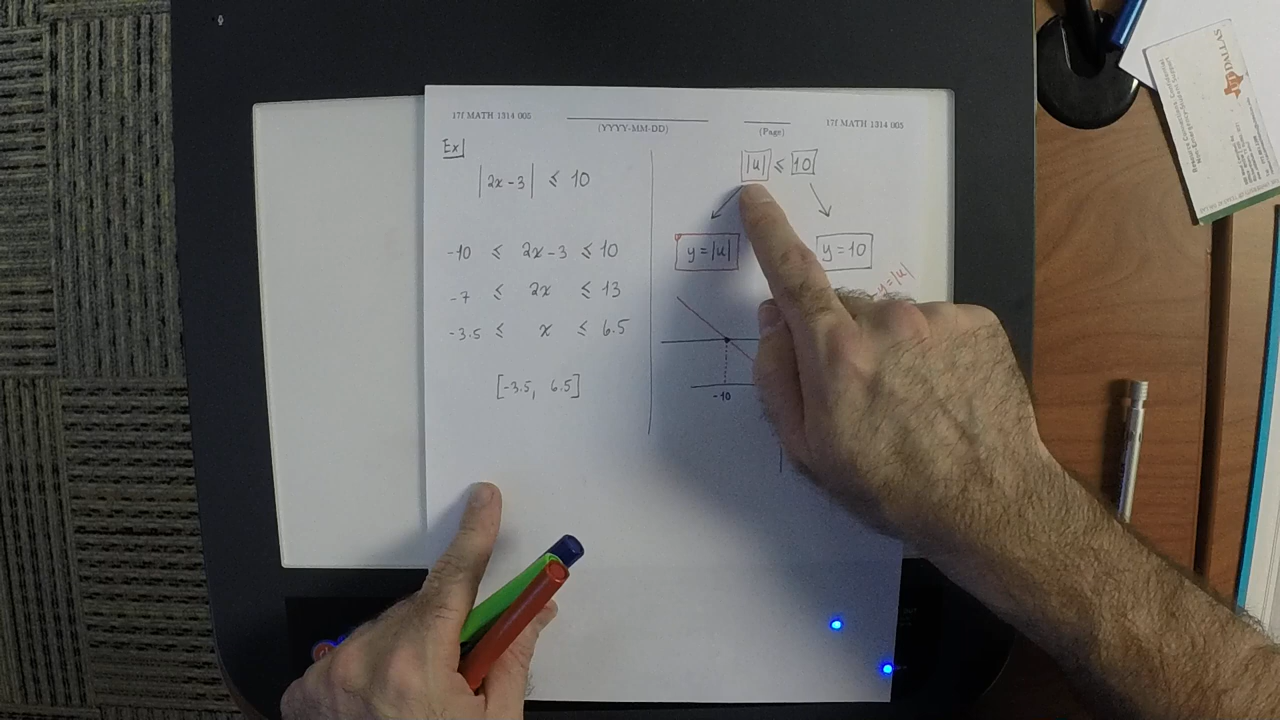 17f MATH 1314 005
(YYYY-MM-DD)
(Page)
17f MATH 1314 005
Ex
|2x-3| ≤ 10
-10 ≤ 2x-3 ≤ 10
-7 ≤ 2x ≤ 13
-3.5 ≤ x ≤ 6.5
[-3.5, 6.5]
|u| ≤ 10
y=|u|
y=10
y=|u|
-10
DALLAS